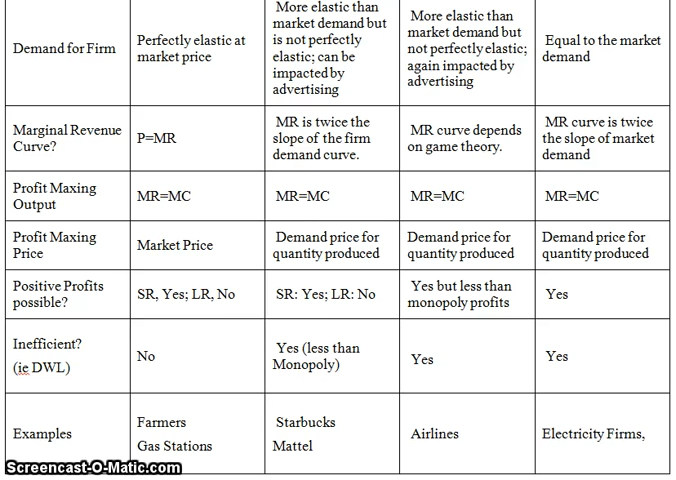 Demand for Firm
Perfectly elastic at
market price
More elastic than
market demand but
is not perfectly
elastic; can be
impacted by
advertising
More elastic than
market demand but
not perfectly elastic;
again impacted by
advertising
Equal to the market
demand
Marginal Revenue
Curve?
P=MR
MR is twice the
slope of the firm
demand curve.
MR curve depends
on game theory.
MR curve is twice
the slope of market
demand
Profit Maxing
Output
MR=MC
MR=MC
MR=MC
MR=MC
Profit Maxing
Price
Market Price
Demand price for
quantity produced
Demand price for
quantity produced
Demand price for
quantity produced
Positive Profits
possible?
SR, Yes; LR, No
SR: Yes; LR: No
Yes but less than
monopoly profits
Yes
Inefficient?
(ie DWL)
No
Yes (less than
Monopoly)
Yes
Yes
Examples
Farmers
Gas Stations
Starbucks
Mattel
Airlines
Electricity Firms,
Screencast-O-Matic.com